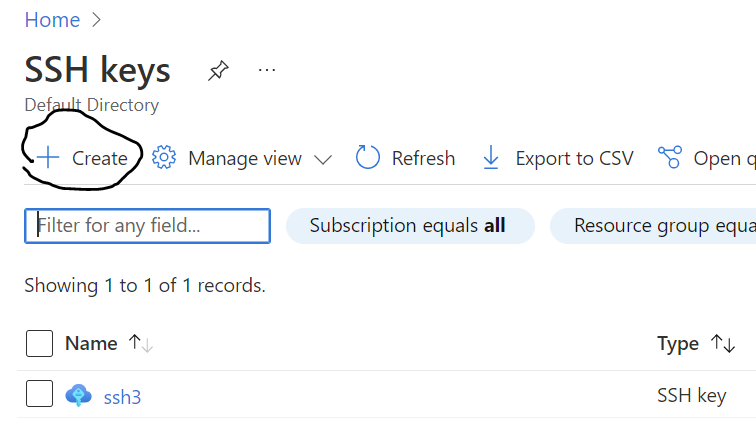 Home
SSH keys
Default Directory
Create Manage view Refresh Export to CSV Open q
Filter for any field... Subscription equals all Resource group equa
Showing 1 to 1 of 1 records.
Name Type
ssh3 SSH key